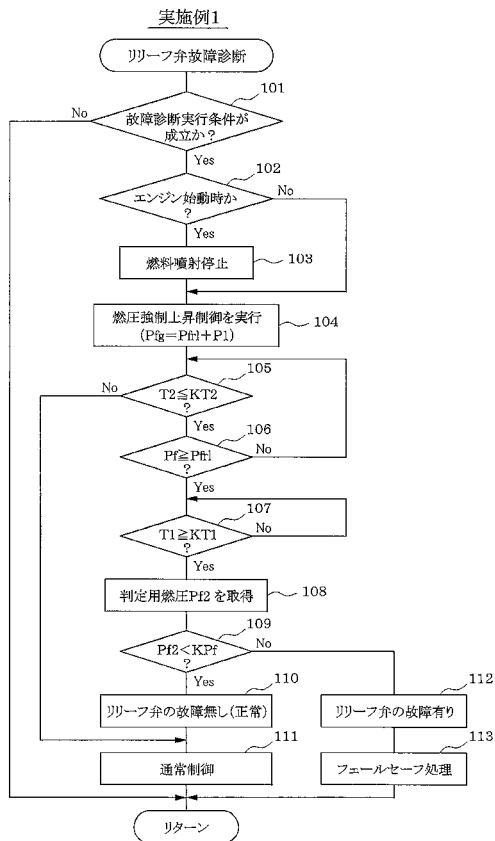 実施例1
リリーフ弁故障診断
101
No
故障診断実行条件が
成立か?
Yes
102
エンジン始動時か
?
No
Yes
燃料噴射停止
103
燃圧強制上昇制御を実行
(Pfg=Pfrl+P1)
104
105
No
T2≦KT2
?
Yes
106
Pf≧Pfrl
?
No
Yes
107
T1≧KT1
?
No
Yes
判定用燃圧Pf2を取得
108
109
Pf2<KPf
?
No
Yes
110
112
リリーフ弁の故障無し(正常)
リリーフ弁の故障有り
111
113
通常制御
フェールセーフ処理
リターン